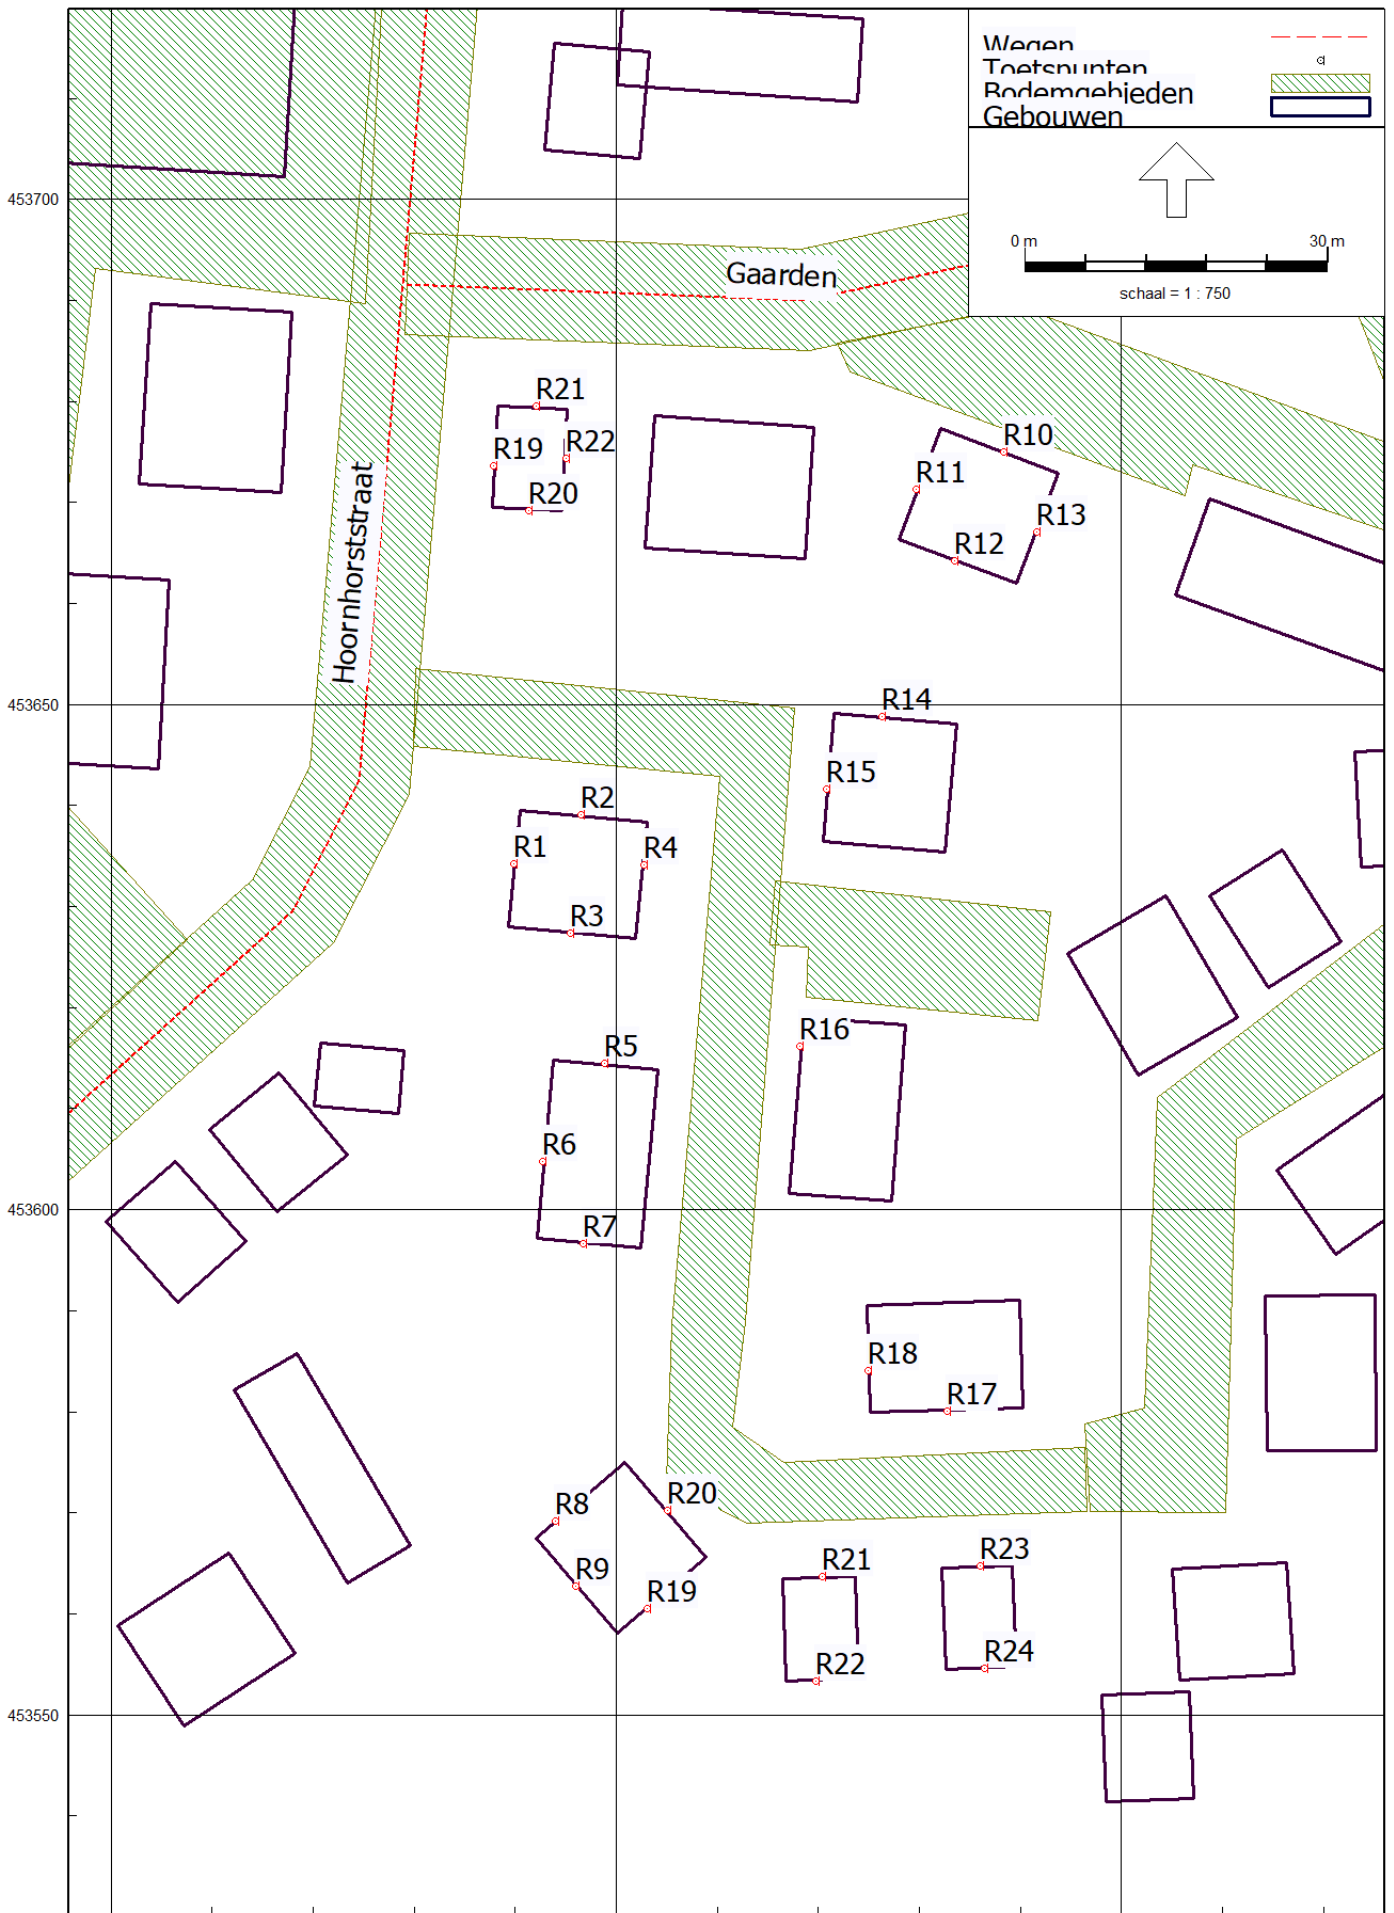 Wegen
Toetspunten
Bodemgebieden
Gebouwen
453700
0 m 30 m
schaal = 1 : 750
Gaarden
R21
R19 R22
R20
R10
R11
R13
R12
Hoornhorststraat
453650
R14
R15
R2
R1 R4
R3
R16
R5
R6
453600
R7
R18
R17
R8 R20
R9 R19
R21 R23
R22 R24
453550